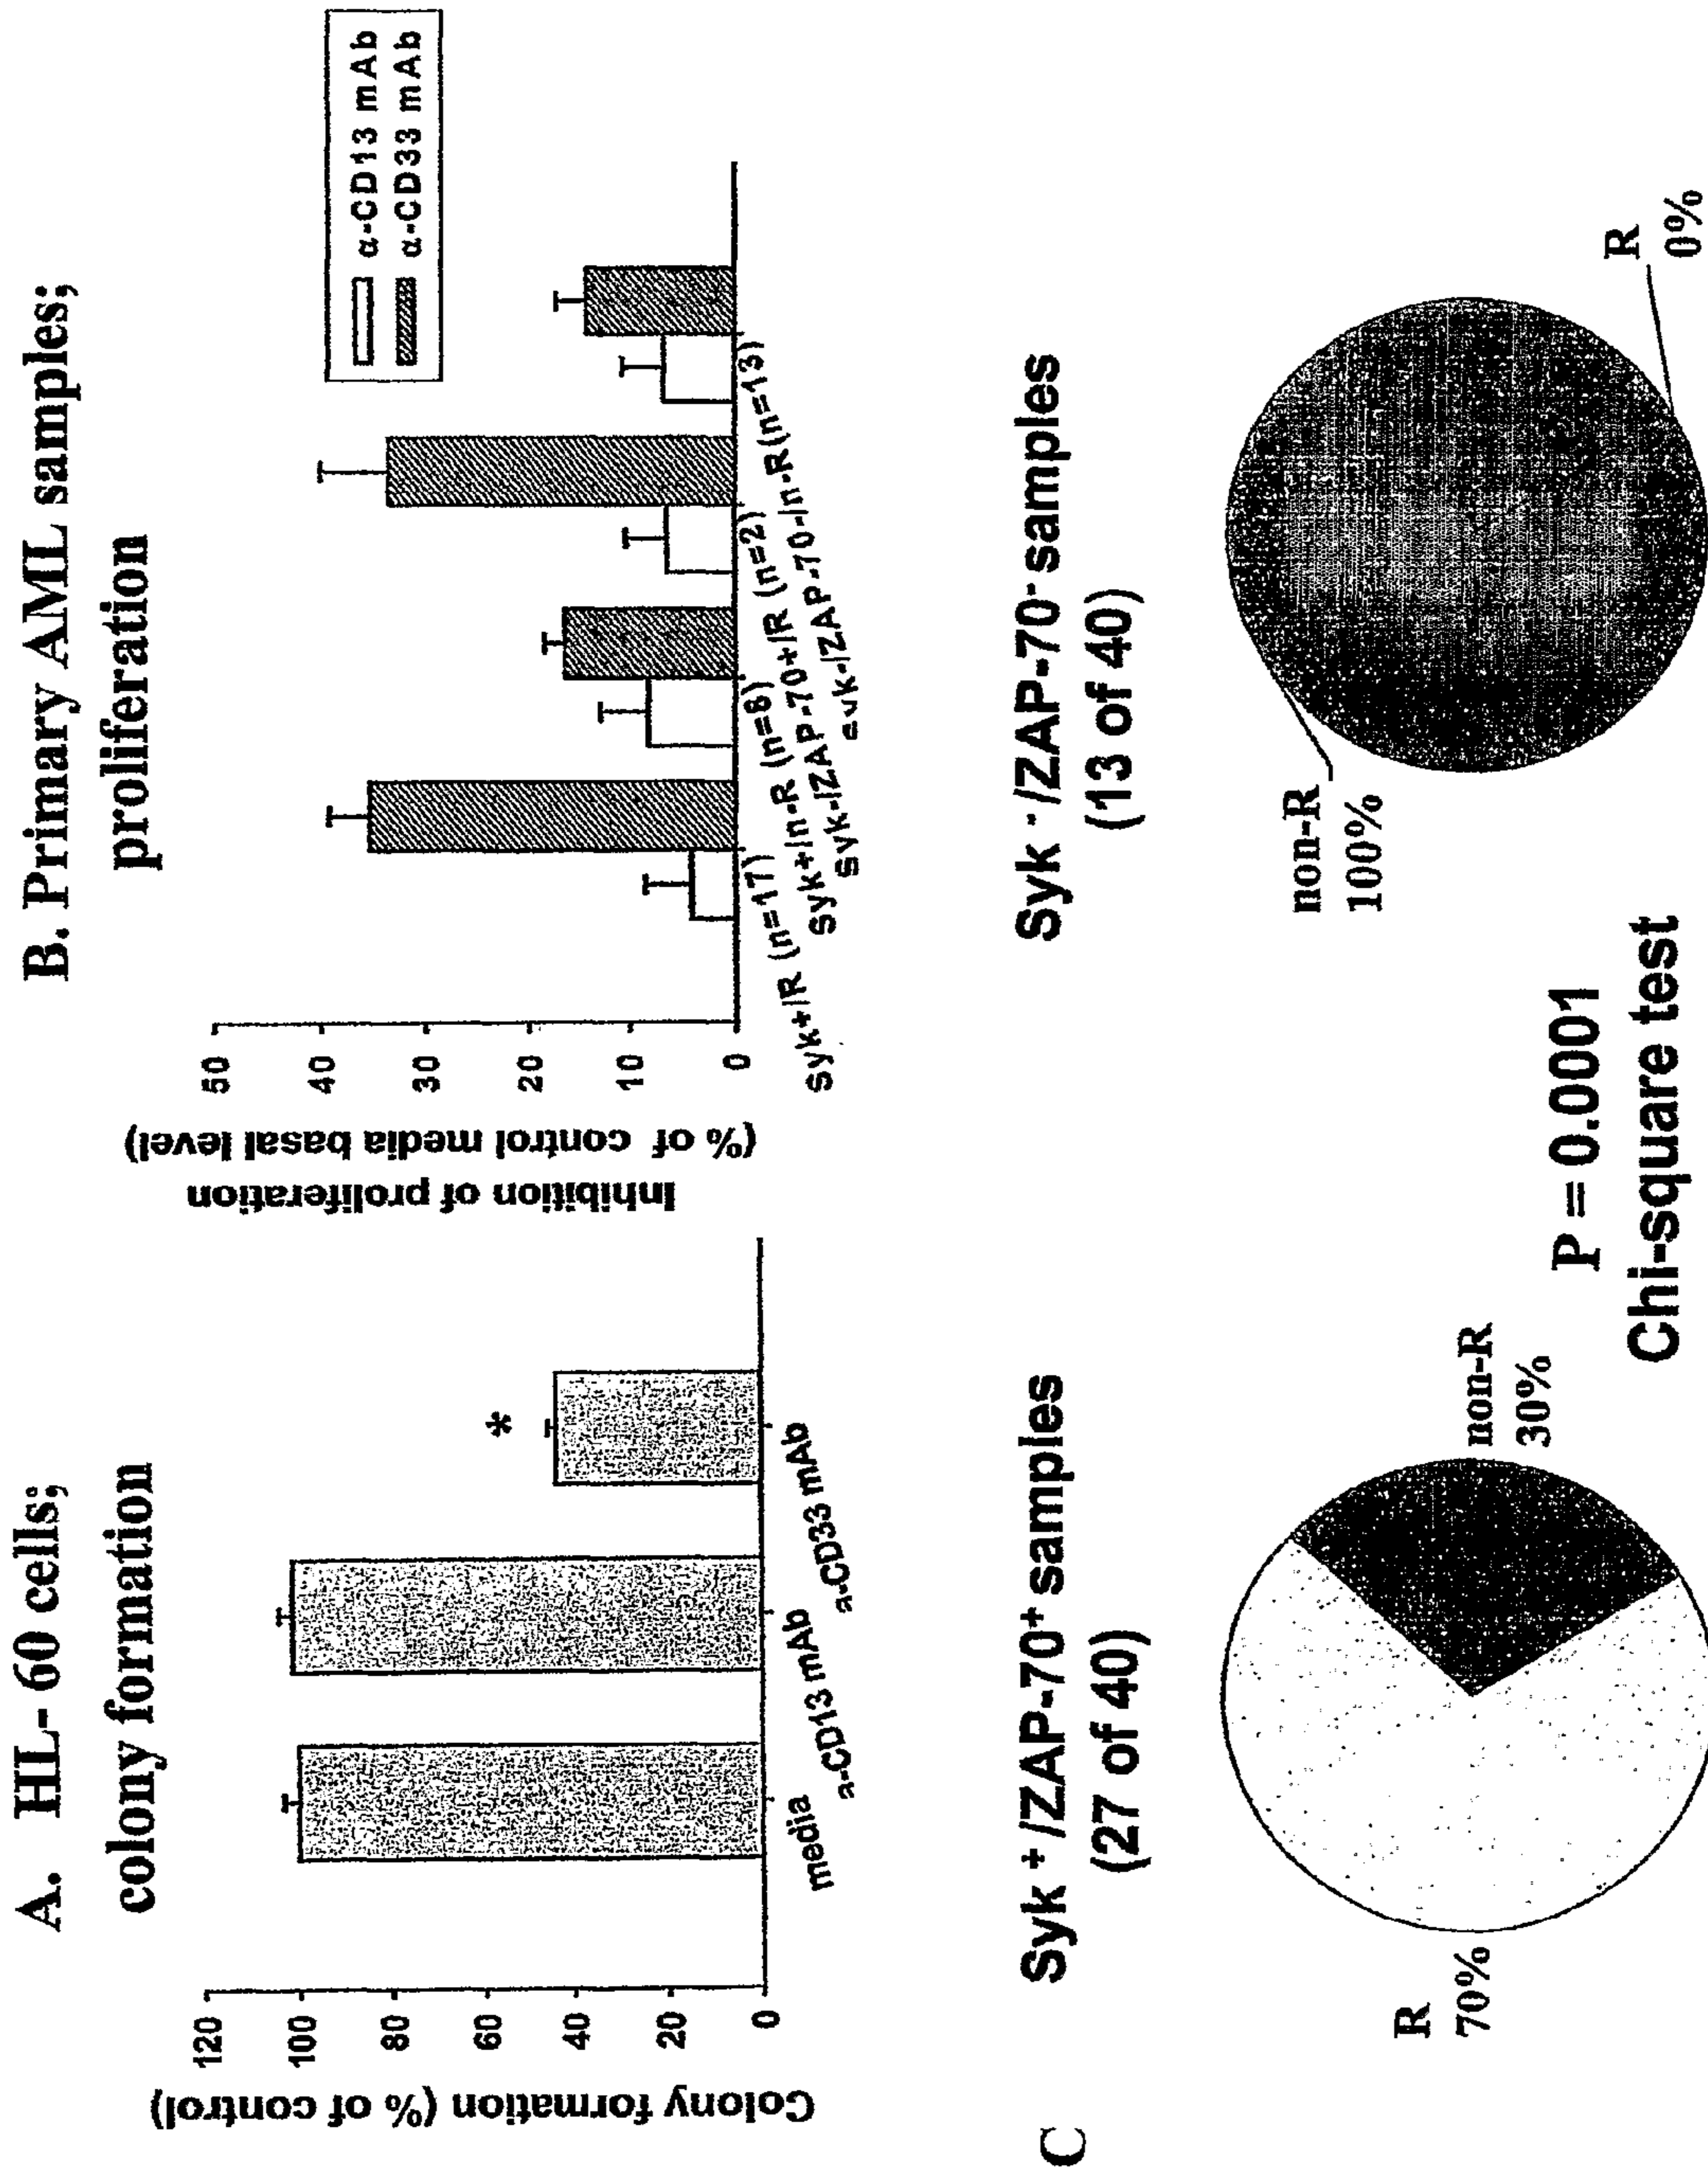 A. HL- 60 cells;
colony formation
Colony formation (% of control)
120
100
80
60
40
20
0
media
a-CD13 mAb
a-CD33 mAb
*
B. Primary AML samples;
proliferation
Inhibition of proliferation
(% of control media basal level)
50
40
30
20
10
0
α-CD13 mAb
α-CD33 mAb
syk+/R (n=17)
syk+/n-R (n=8)
syk-/ZAP-70+/R (n=2)
syk-/ZAP-70-/n-R(n=13)
C
Syk + /ZAP-70+ samples
(27 of 40)
R
70%
non-R
30%
Syk - /ZAP-70- samples
(13 of 40)
non-R
100%
R
0%
P = 0.0001
Chi-square test